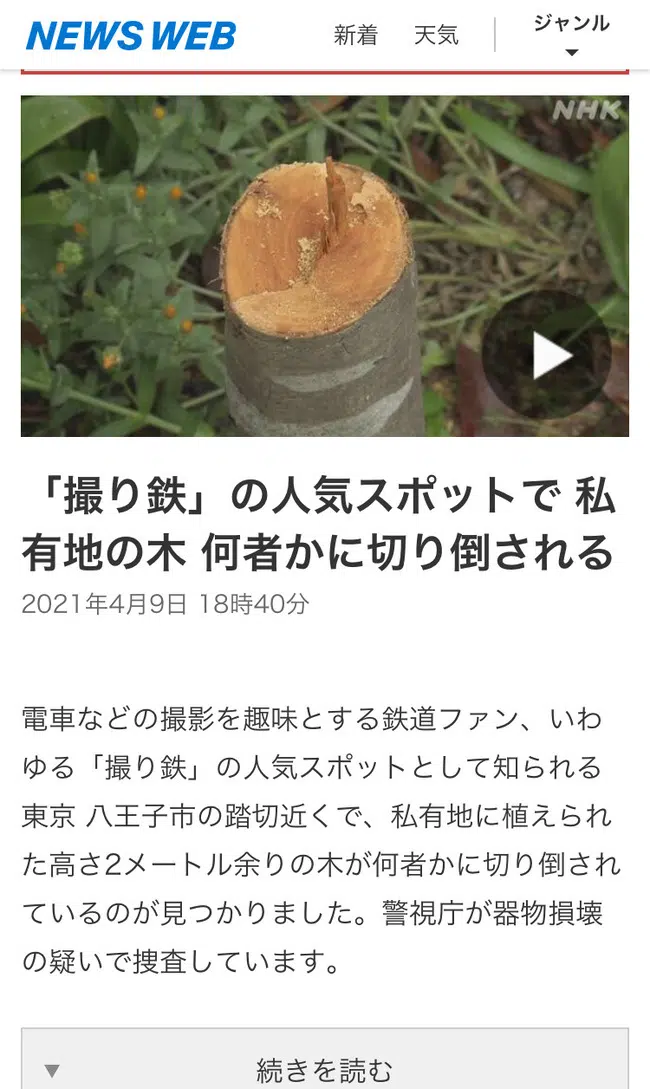 NEWS WEB 新着 天気 ジャンル
NHK
「撮り鉄」の人気スポットで 私
有地の木 何者かに切り倒される
2021年4月9日 18時40分
電車などの撮影を趣味とする鉄道ファン、いわ
ゆる「撮り鉄」の人気スポットとして知られる
東京 八王子市の踏切近くで、私有地に植えられ
た高さ2メートル余りの木が何者かに切り倒され
ているのが見つかりました。警視庁が器物損壊
の疑いで捜査しています。
続きを読む